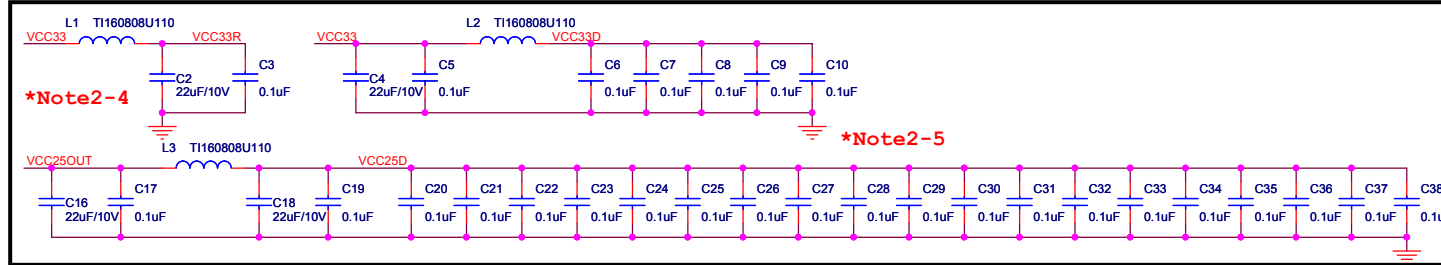 L1 TI160808U110
VCC33 VCC33R
C2
22uF/10V
C3
0.1uF
*Note2-4
L2 TI160808U110
VCC33 VCC33D
C4
22uF/10V
C5
0.1uF
C6
0.1uF
C7
0.1uF
C8
0.1uF
C9
0.1uF
C10
0.1uF
*Note2-5
L3 TI160808U110
VCC25OUT VCC25D
C16
22uF/10V
C17
0.1uF
C18
22uF/10V
C19
0.1uF
C20
0.1uF
C21
0.1uF
C22
0.1uF
C23
0.1uF
C24
0.1uF
C25
0.1uF
C26
0.1uF
C27
0.1uF
C28
0.1uF
C29
0.1uF
C30
0.1uF
C31
0.1uF
C32
0.1uF
C33
0.1uF
C34
0.1uF
C35
0.1uF
C36
0.1uF
C37
0.1uF
C38